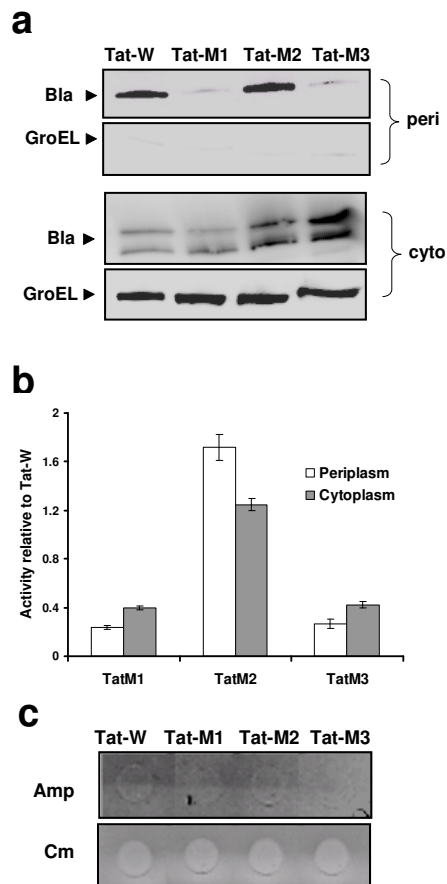 a
Tat-W Tat-M1 Tat-M2 Tat-M3
Bla
peri
GroEL
Bla
cyto
GroEL
b
2
1.6
1.2
0.8
0.4
0
Activity relative to Tat-W
Periplasm
Cytoplasm
TatM1 TatM2 TatM3
c
Tat-W Tat-M1 Tat-M2 Tat-M3
Amp
Cm